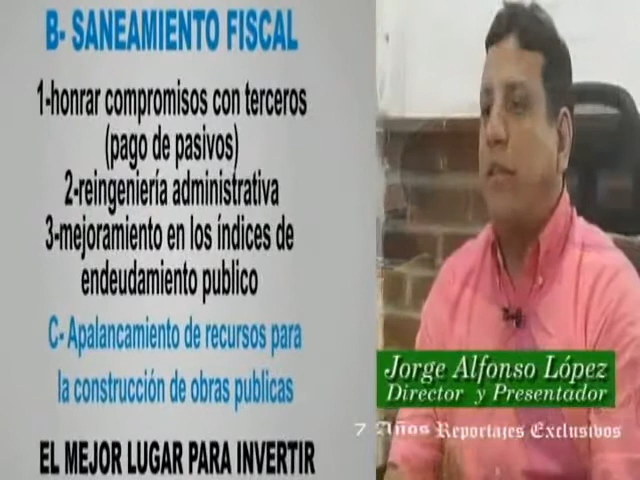 B- SANEAMIENTO FISCAL
1-honrar compromisos con terceros
(pago de pasivos)
2-reingeniería administrativa
3-mejoramiento en los índices de
endeudamiento publico
C- Apalancamiento de recursos para
la construcción de obras publicas
EL MEJOR LUGAR PARA INVERTIR
Jorge Alfonso López
Director y Presentador
7 Años Reportajes Exclusivos